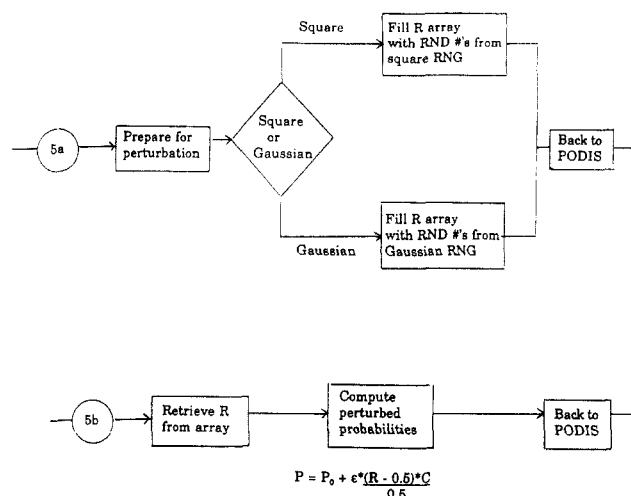 Square
Fill R array
with RND #'s from
square RNG
5a
Prepare for
perturbation
Square
or
Gaussian
Back to
PODIS
Gaussian
Fill R array
with RND #'s from
Gaussian RNG
5b
Retrieve R
from array
Compute
perturbed
probabilities
Back to
PODIS
P = P₀ + ε*(R - 0.5)*C
0.5